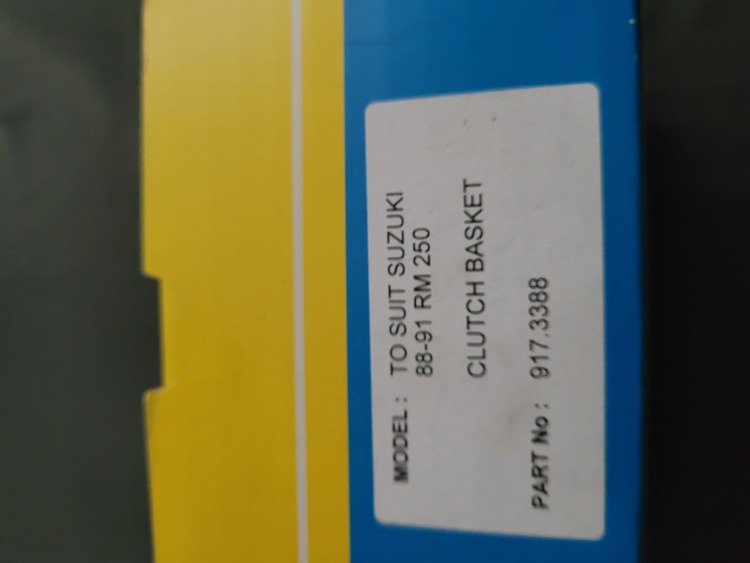 MODEL : TO SUIT SUZUKI
88-91 RM 250
CLUTCH BASKET
PART No : 917.3388